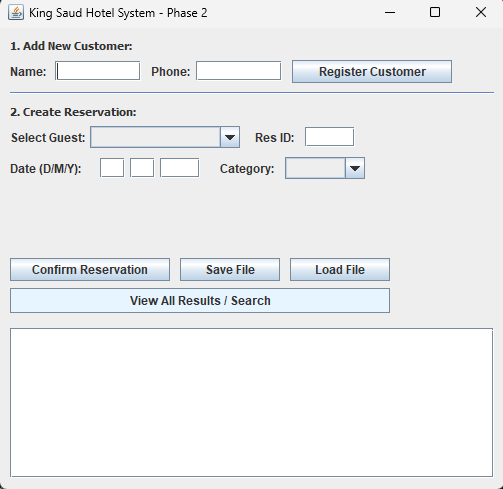 King Saud Hotel System - Phase 2
1. Add New Customer:
Name: Phone: Register Customer
2. Create Reservation:
Select Guest: Res ID:
Date (D/M/Y): Category:
Confirm Reservation Save File Load File
View All Results / Search